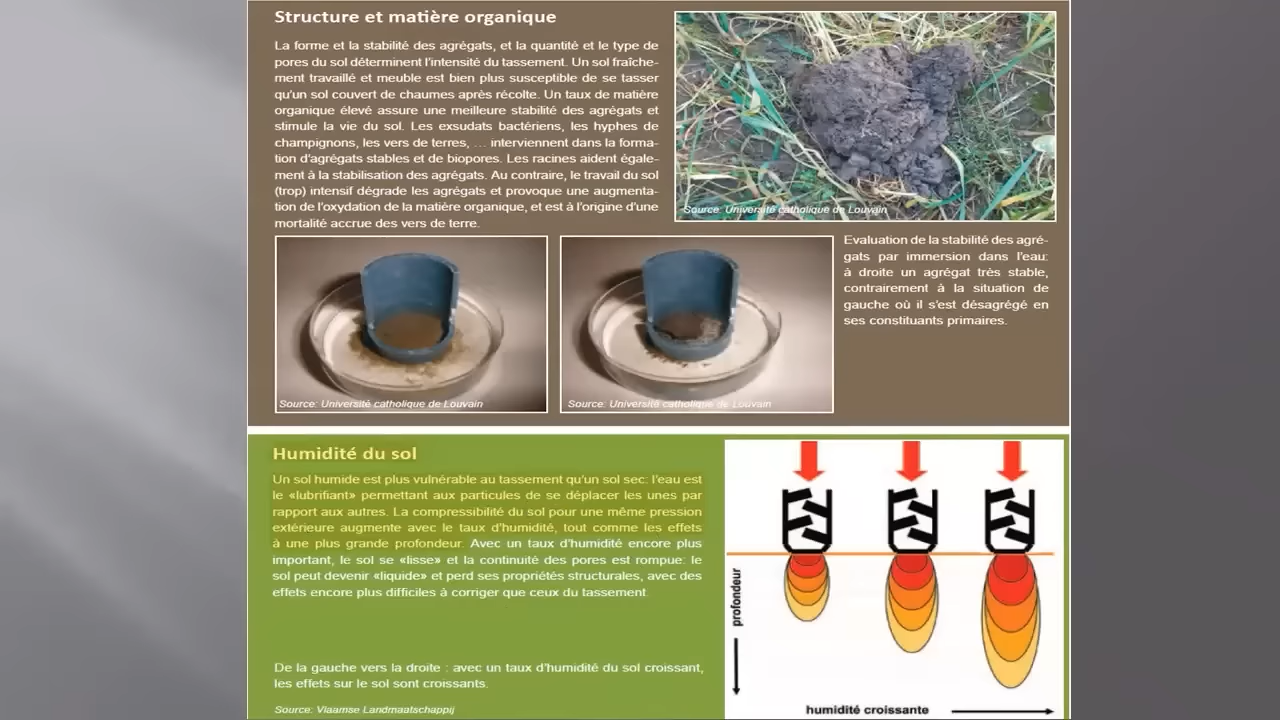 Structure et matière organique
La forme et la stabilité des agrégats, et la quantité et le type de
pores du sol déterminent l'intensité du tassement. Un sol fraîche-
ment travaillé et meuble est bien plus susceptible de se tasser
qu'un sol couvert de chaumes après récolte. Un taux de matière
organique élevé assure une meilleure stabilité des agrégats et
stimule la vie du sol. Les exsudats bactériens, les hyphes de
champignons, les vers de terres, … interviennent dans la forma-
tion d'agrégats stables et de biopores. Les racines aident égale-
ment à la stabilisation des agrégats. Au contraire, le travail du sol
(trop) intensif dégrade les agrégats et provoque une augmenta-
tion de l'oxydation de la matière organique, et est à l'origine d'une
mortalité accrue des vers de terre.
Source: Université catholique de Louvain
Source: Université catholique de Louvain
Source: Université catholique de Louvain
Evaluation de la stabilité des agré-
gats par immersion dans l'eau:
à droite un agrégat très stable,
contrairement à la situation de
gauche où il s'est désagrégé en
ses constituants primaires.
Humidité du sol
Un sol humide est plus vulnérable au tassement qu'un sol sec: l'eau est
le «lubrifiant» permettant aux particules de se déplacer les unes par
rapport aux autres. La compressibilité du sol pour une même pression
extérieure augmente avec le taux d'humidité, tout comme les effets
à une plus grande profondeur. Avec un taux d'humidité encore plus
important, le sol se «lisse» et la continuité des pores est rompue: le
sol peut devenir «liquide» et perd ses propriétés structurales, avec des
effets encore plus difficiles à corriger que ceux du tassement.
De la gauche vers la droite : avec un taux d'humidité du sol croissant,
les effets sur le sol sont croissants.
Source: Vlaamse Landmaatschappij
profondeur
humidité croissante